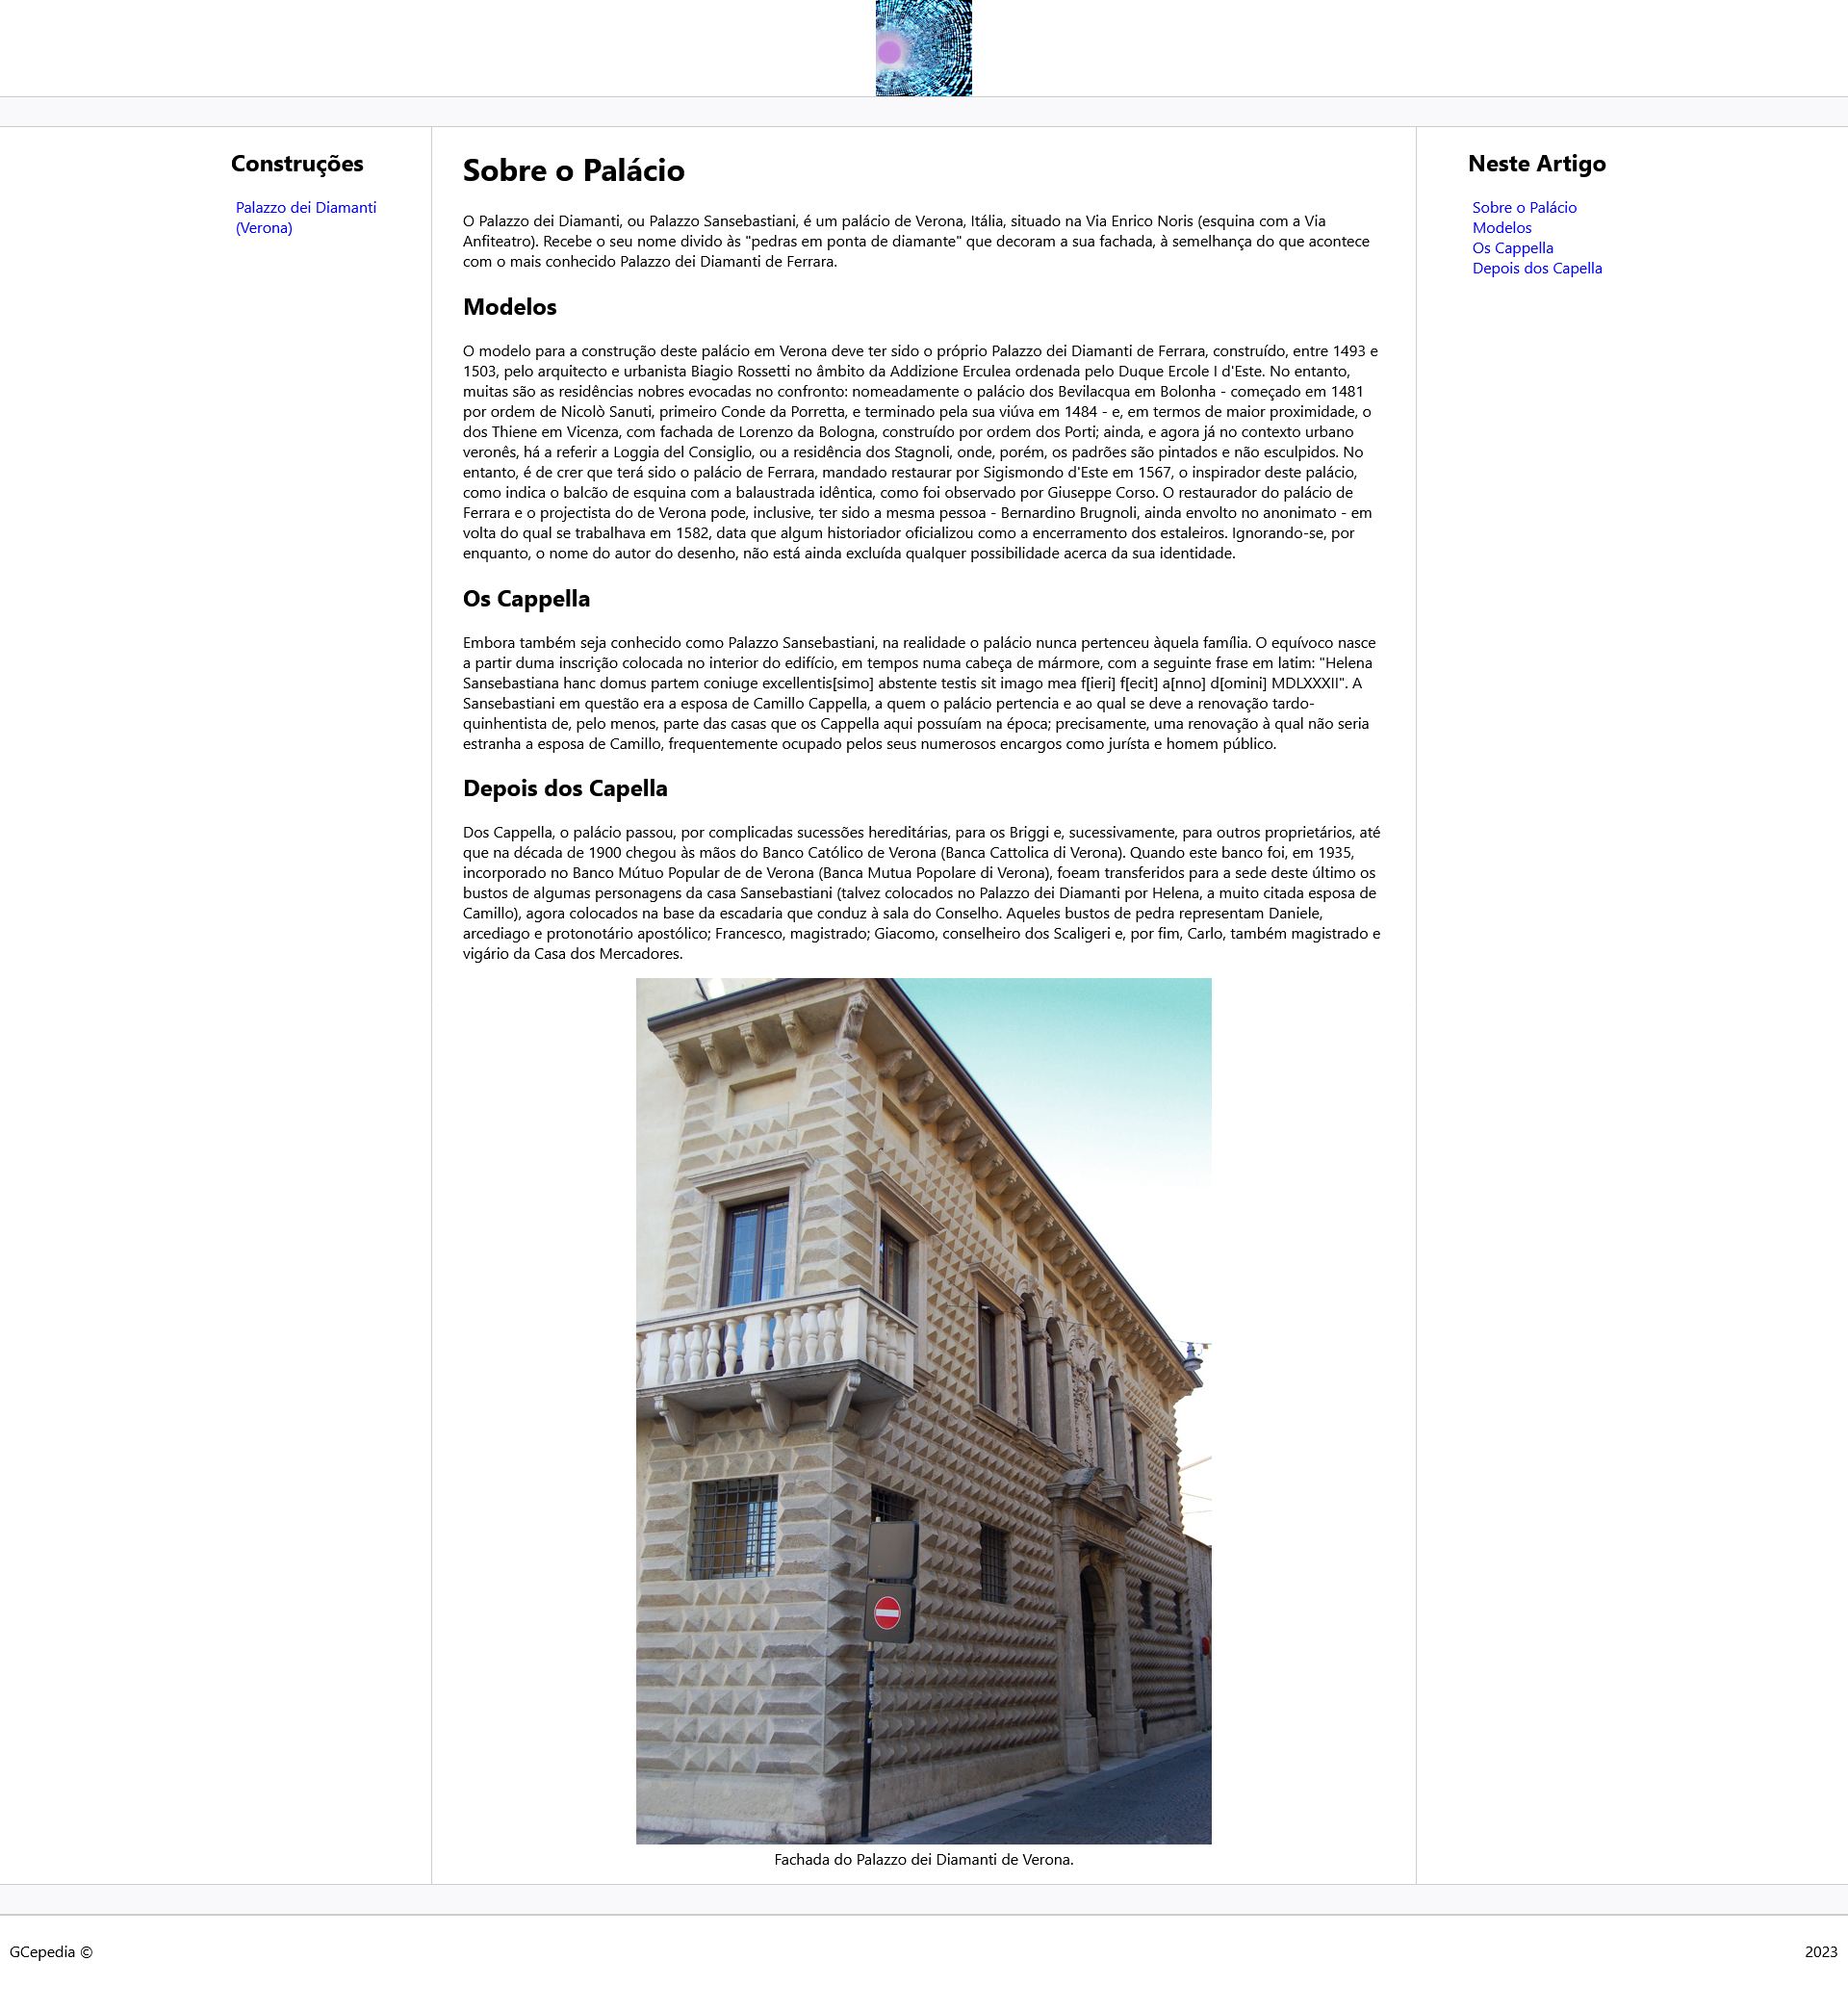 Construções
Palazzo dei Diamanti
(Verona)
Sobre o Palácio
O Palazzo dei Diamanti, ou Palazzo Sansebastiani, é um palácio de Verona, Itália, situado na Via Enrico Noris (esquina com a Via
Anfiteatro). Recebe o seu nome divido às "pedras em ponta de diamante" que decoram a sua fachada, à semelhança do que acontece
com o mais conhecido Palazzo dei Diamanti de Ferrara.
Modelos
O modelo para a construção deste palácio em Verona deve ter sido o próprio Palazzo dei Diamanti de Ferrara, construído, entre 1493 e
1503, pelo arquitecto e urbanista Biagio Rossetti no âmbito da Addizione Erculea ordenada pelo Duque Ercole I d'Este. No entanto,
muitas são as residências nobres evocadas no confronto: nomeadamente o palácio dos Bevilacqua em Bolonha - começado em 1481
por ordem de Nicolò Sanuti, primeiro Conde da Porretta, e terminado pela sua viúva em 1484 - e, em termos de maior proximidade, o
dos Thiene em Vicenza, com fachada de Lorenzo da Bologna, construído por ordem dos Porti; ainda, e agora já no contexto urbano
veronês, há a referir a Loggia del Consiglio, ou a residência dos Stagnoli, onde, porém, os padrões são pintados e não esculpidos. No
entanto, é de crer que terá sido o palácio de Ferrara, mandado restaurar por Sigismondo d'Este em 1567, o inspirador deste palácio,
como indica o balcão de esquina com a balaustrada idêntica, como foi observado por Giuseppe Corso. O restaurador do palácio de
Ferrara e o projectista do de Verona pode, inclusive, ter sido a mesma pessoa - Bernardino Brugnoli, ainda envolto no anonimato - em
volta do qual se trabalhava em 1582, data que algum historiador oficializou como a encerramento dos estaleiros. Ignorando-se, por
enquanto, o nome do autor do desenho, não está ainda excluída qualquer possibilidade acerca da sua identidade.
Os Cappella
Embora também seja conhecido como Palazzo Sansebastiani, na realidade o palácio nunca pertenceu àquela família. O equívoco nasce
a partir duma inscrição colocada no interior do edifício, em tempos numa cabeça de mármore, com a seguinte frase em latim: "Helena
Sansebastiana hanc domus partem coniuge excellentis[simo] abstente testis sit imago mea f[ieri] f[ecit] a[nno] d[omini] MDLXXXII". A
Sansebastiani em questão era a esposa de Camillo Cappella, a quem o palácio pertencia e ao qual se deve a renovação tardo-
quinhentista de, pelo menos, parte das casas que os Cappella aqui possuíam na época; precisamente, uma renovação à qual não seria
estranha a esposa de Camillo, frequentemente ocupado pelos seus numerosos encargos como jurísta e homem público.
Depois dos Capella
Dos Cappella, o palácio passou, por complicadas sucessões hereditárias, para os Briggi e, sucessivamente, para outros proprietários, até
que na década de 1900 chegou às mãos do Banco Católico de Verona (Banca Cattolica di Verona). Quando este banco foi, em 1935,
incorporado no Banco Mútuo Popular de de Verona (Banca Mutua Popolare di Verona), foeam transferidos para a sede deste último os
bustos de algumas personagens da casa Sansebastiani (talvez colocados no Palazzo dei Diamanti por Helena, a muito citada esposa de
Camillo), agora colocados na base da escadaria que conduz à sala do Conselho. Aqueles bustos de pedra representam Daniele,
arcediago e protonotário apostólico; Francesco, magistrado; Giacomo, conselheiro dos Scaligeri e, por fim, Carlo, também magistrado e
vigário da Casa dos Mercadores.
Fachada do Palazzo dei Diamanti de Verona.
Neste Artigo
Sobre o Palácio
Modelos
Os Cappella
Depois dos Capella
GCepedia ©
2023